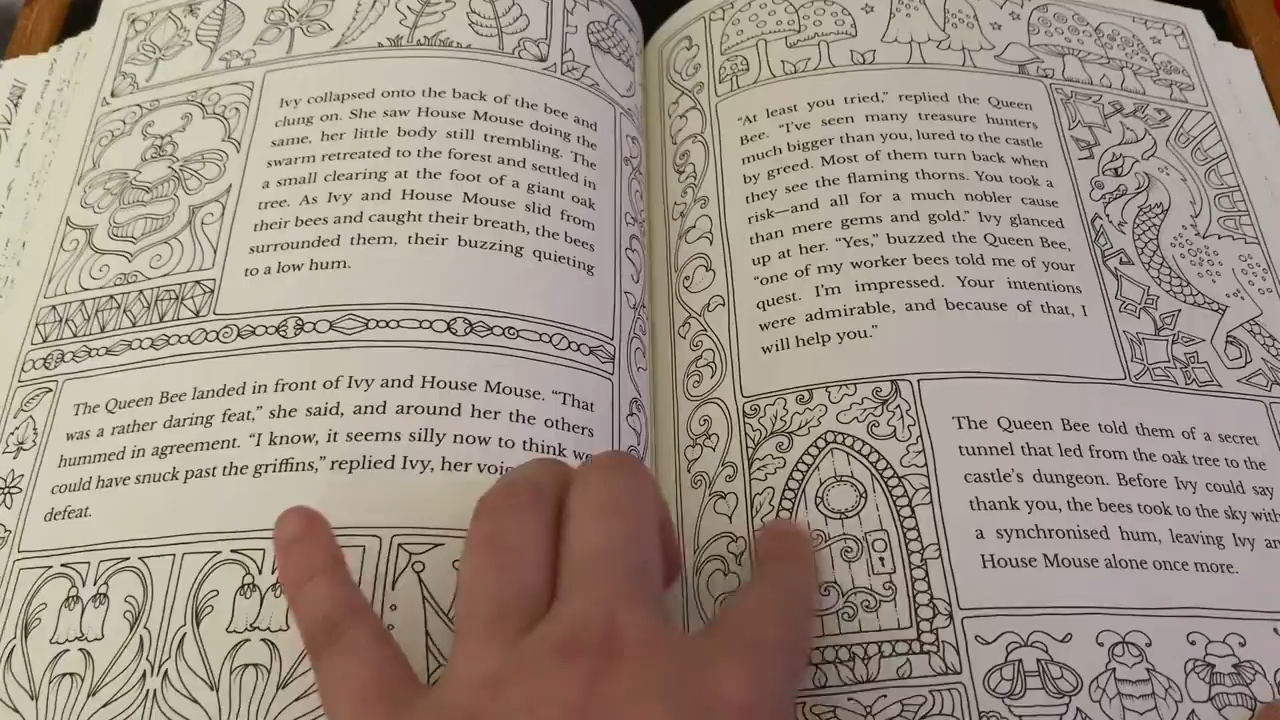 Ivy collapsed onto the back of the bee and
clung on. She saw House Mouse doing the
same, her little body still trembling. The
swarm retreated to the forest and settled in
a small clearing at the foot of a giant oak
tree. As Ivy and House Mouse slid from
their bees and caught their breath, the bees
surrounded them, their buzzing quieting
to a low hum.
The Queen Bee landed in front of Ivy and House Mouse. “That
was a rather daring feat,” she said, and around her the others
hummed in agreement. “I know, it seems silly now to think we
could have snuck past the griffins,” replied Ivy, her
defeat.
“At least you tried,” replied the Queen
Bee. “I’ve seen many treasure hunters
much bigger than you, lured to the castle
by greed. Most of them turn back when
they see the flaming thorns. You took a
risk—and all for a much nobler cause
than mere gems and gold.” Ivy glanced
up at her. “Yes,” buzzed the Queen Bee,
“one of my worker bees told me of your
quest. I’m impressed. Your intentions
were admirable, and because of that, I
will help you.”
The Queen Bee told them of a secret
tunnel that led from the oak tree to the
castle’s dungeon. Before Ivy could say
thank you, the bees took to the sky with
a synchronised hum, leaving Ivy
House Mouse alone once more.